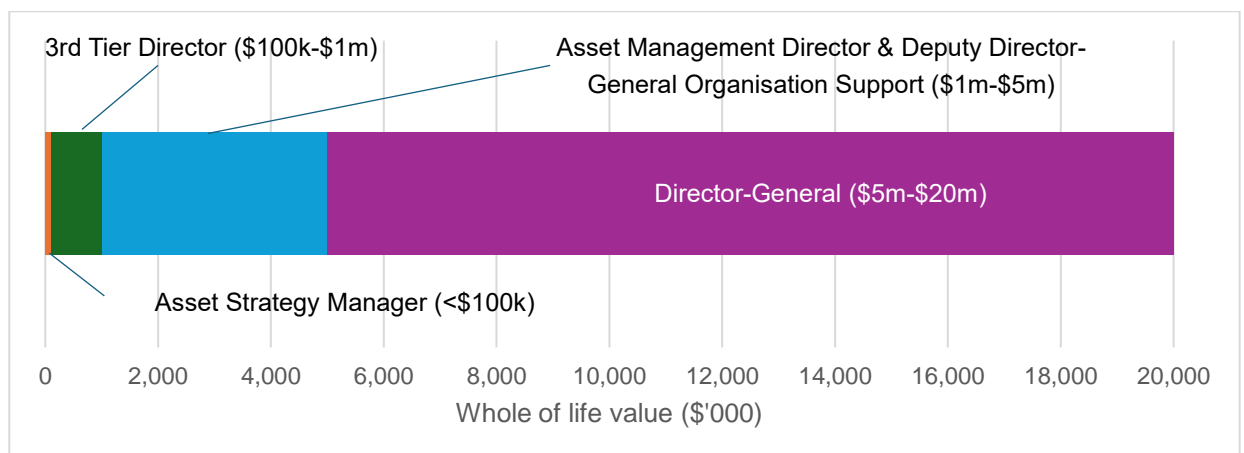 3rd Tier Director ($100k-$1m)
Asset Management Director & Deputy Director-
General Organisation Support ($1m-$5m)
Director-General ($5m-$20m)
Asset Strategy Manager (<$100k)
0 2,000 4,000 6,000 8,000 10,000 12,000 14,000 16,000 18,000 20,000
Whole of life value ($'000)